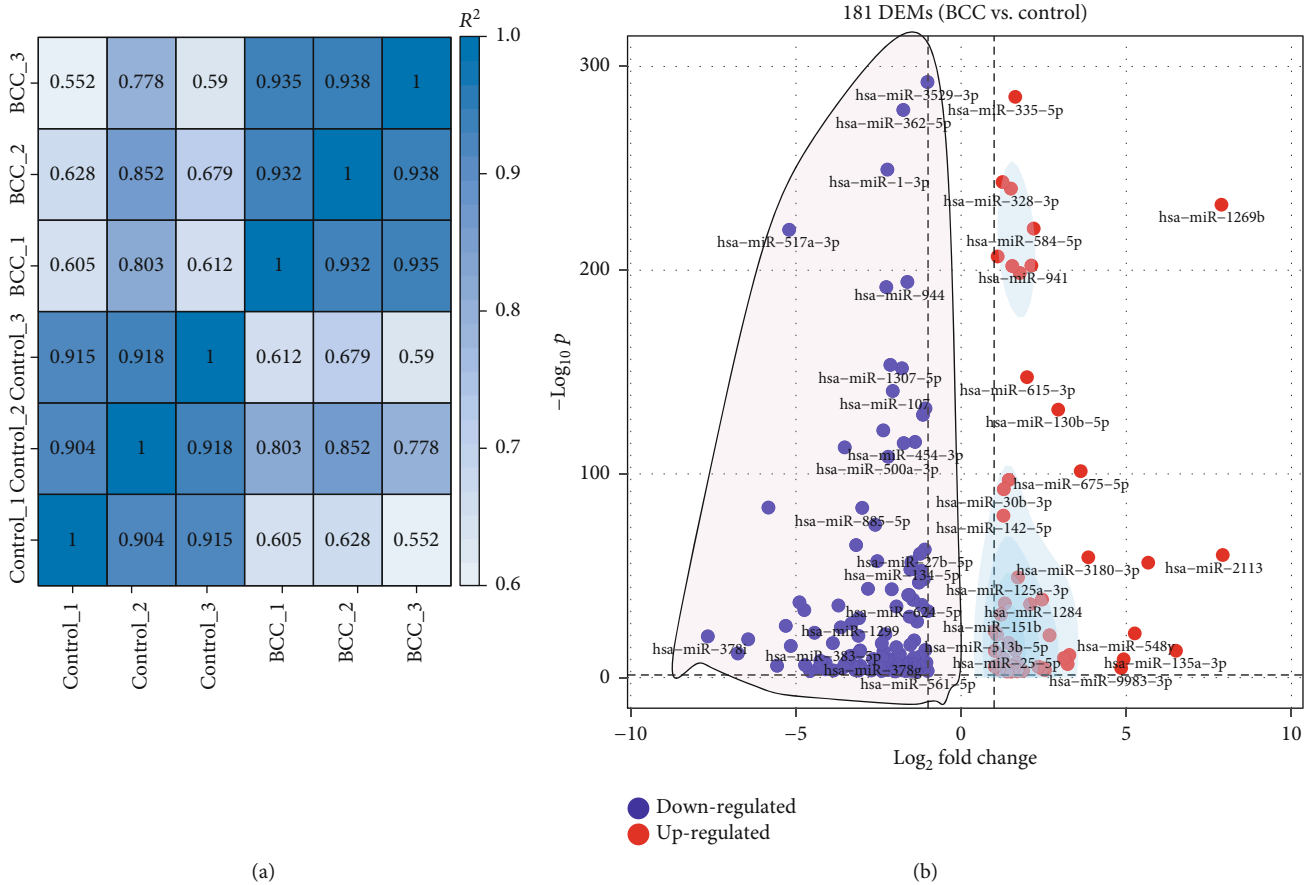 R²
BCC_3 0.552 0.778 0.59 0.935 0.938 1
BCC_2 0.628 0.852 0.679 0.932 1 0.938
BCC_1 0.605 0.803 0.612 1 0.932 0.935
Control_3 0.915 0.918 1 0.612 0.679 0.59
Control_2 0.904 1 0.918 0.803 0.852 0.778
Control_1 1 0.904 0.915 0.605 0.628 0.552
Control_1 Control_2 Control_3 BCC_1 BCC_2 BCC_3
1.0
0.9
0.8
0.7
0.6
(a)
181 DEMs (BCC vs. control)
−Log₁₀ p
300
200
100
0
hsa−miR−3529−3p
hsa−miR−335−5p
hsa−miR−362−5p
hsa−miR−1−3p
hsa−miR−328−3p
hsa−miR−1269b
hsa−miR−517a−3p
hsa−miR−584−5p
hsa−miR−941
hsa−miR−944
hsa−miR−1307−5p
hsa−miR−615−3p
hsa−miR−107
hsa−miR−130b−5p
hsa−miR−454−3p
hsa−miR−500a−3p
hsa−miR−675−5p
hsa−miR−30b−3p
hsa−miR−885−5p
hsa−miR−142−5p
hsa−miR−27b−5p
hsa−miR−3180−3p
hsa−miR−2113
hsa−miR−134−5p
hsa−miR−125a−3p
hsa−miR−624−5p
hsa−miR−1284
hsa−miR−1299
hsa−miR−151b
hsa−miR−378i
hsa−miR−513b−5p
hsa−miR−548y
hsa−miR−383−5p
hsa−miR−25−5p
hsa−miR−135a−3p
hsa−miR−378g
hsa−miR−561−5p
hsa−miR−9983−3p
−10 −5 0 5 10
Log₂ fold change
Down-regulated
Up-regulated
(b)